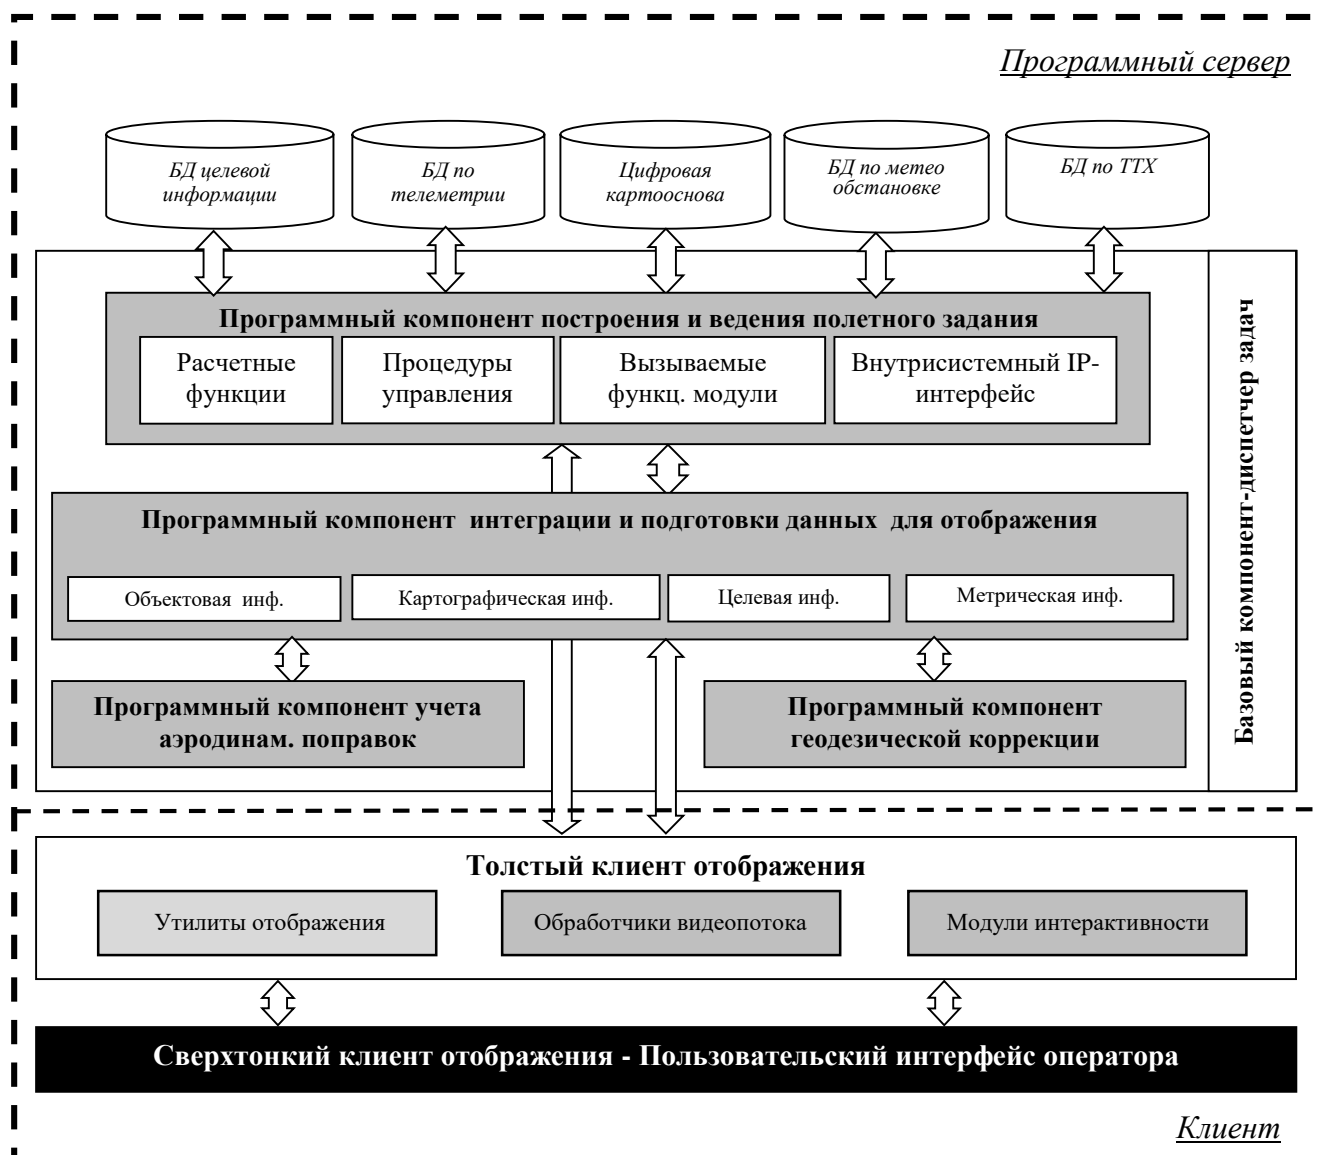 Программный сервер
БД целевой
информации
БД по
телеметрии
Цифровая
картооснова
БД по метео
обстановке
БД по ТТХ
Программный компонент построения и ведения полетного задания
Расчетные
функции
Процедуры
управления
Вызываемые
функц. модули
Внутрисистемный IP-
интерфейс
Базовый компонент-диспетчер задач
Программный компонент интеграции и подготовки данных для отображения
Объектовая инф.
Картографическая инф.
Целевая инф.
Метрическая инф.
Программный компонент учета
аэродинам. поправок
Программный компонент
геодезической коррекции
Толстый клиент отображения
Утилиты отображения
Обработчики видеопотока
Модули интерактивности
Сверхтонкий клиент отображения - Пользовательский интерфейс оператора
Клиент